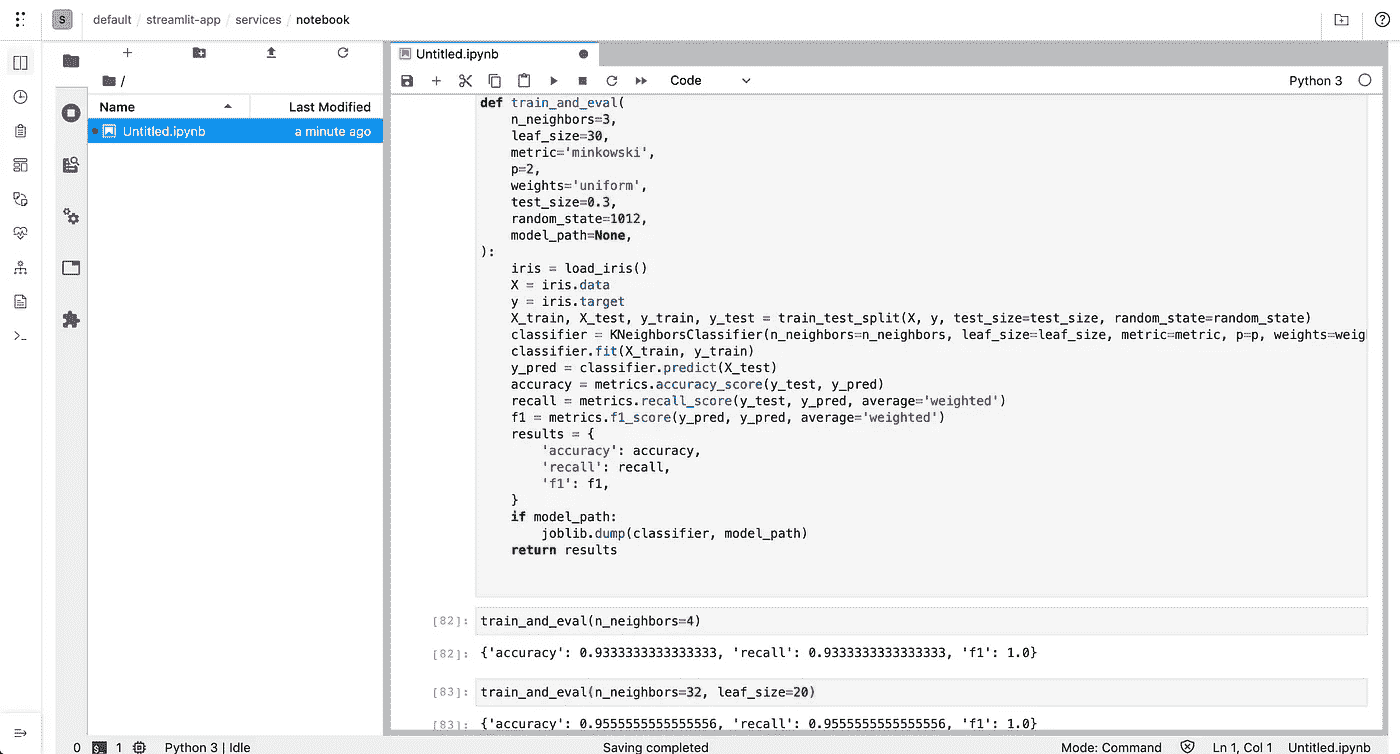 S default / streamlit-app / services / notebook
/
Name Last Modified
Untitled.ipynb a minute ago
Untitled.ipynb
Code Python 3
def train_and_eval(
n_neighbors=3,
leaf_size=30,
metric='minkowski',
p=2,
weights='uniform',
test_size=0.3,
random_state=1012,
model_path=None,
):
iris = load_iris()
X = iris.data
y = iris.target
X_train, X_test, y_train, y_test = train_test_split(X, y, test_size=test_size, random_state=random_state)
classifier = KNeighborsClassifier(n_neighbors=n_neighbors, leaf_size=leaf_size, metric=metric, p=p, weights=weig
classifier.fit(X_train, y_train)
y_pred = classifier.predict(X_test)
accuracy = metrics.accuracy_score(y_test, y_pred)
recall = metrics.recall_score(y_test, y_pred, average='weighted')
f1 = metrics.f1_score(y_pred, y_pred, average='weighted')
results = {
'accuracy': accuracy,
'recall': recall,
'f1': f1,
}
if model_path:
joblib.dump(classifier, model_path)
return results
[82]: train_and_eval(n_neighbors=4)
[82]: {'accuracy': 0.9333333333333333, 'recall': 0.9333333333333333, 'f1': 1.0}
[83]: train_and_eval(n_neighbors=32, leaf_size=20)
[83]: {'accuracy': 0.9555555555555556, 'recall': 0.9555555555555556, 'f1': 1.0}
0 1 Python 3 | Idle Saving completed Mode: Command Ln 1, Col 1 Untitled.ipynb